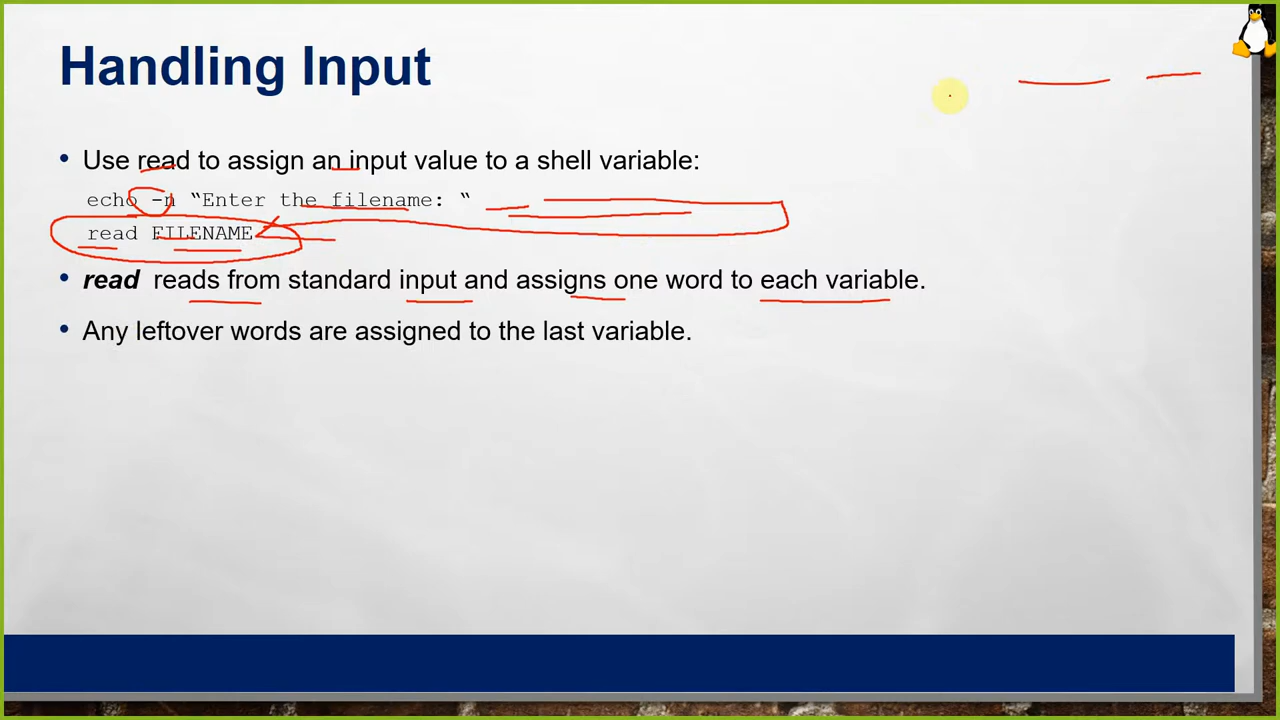 Handling Input
• Use read to assign an input value to a shell variable:
echo -n “Enter the filename: “
read FILENAME
• read reads from standard input and assigns one word to each variable.
• Any leftover words are assigned to the last variable.